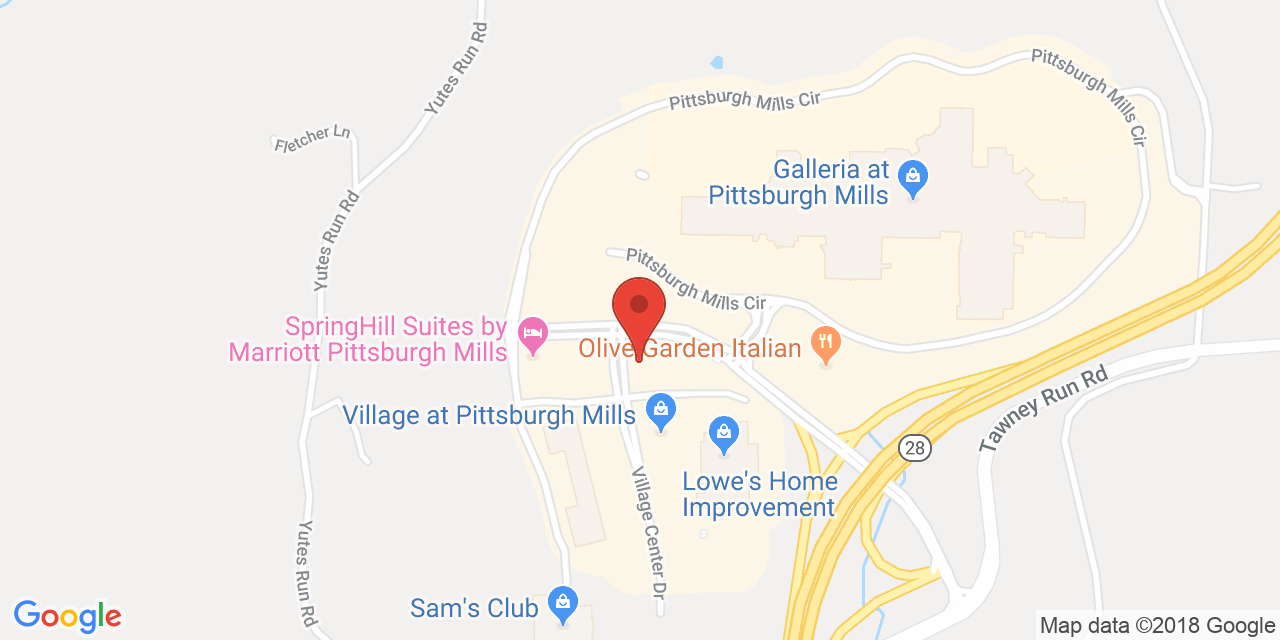 Yutes Run Rd
Pittsburgh Mills Cir
Pittsburgh Mills Cir
Fletcher Ln
Galleria at
Pittsburgh Mills
Yutes Run Rd
Pittsburgh Mills Cir
SpringHill Suites by
Marriott Pittsburgh Mills
Olive Garden Italian
Tawney Run Rd
Village at Pittsburgh Mills
28
Lowe's Home
Improvement
Village Center Dr
Yutes Run Rd
Sam's Club
Google
Map data ©2018 Google